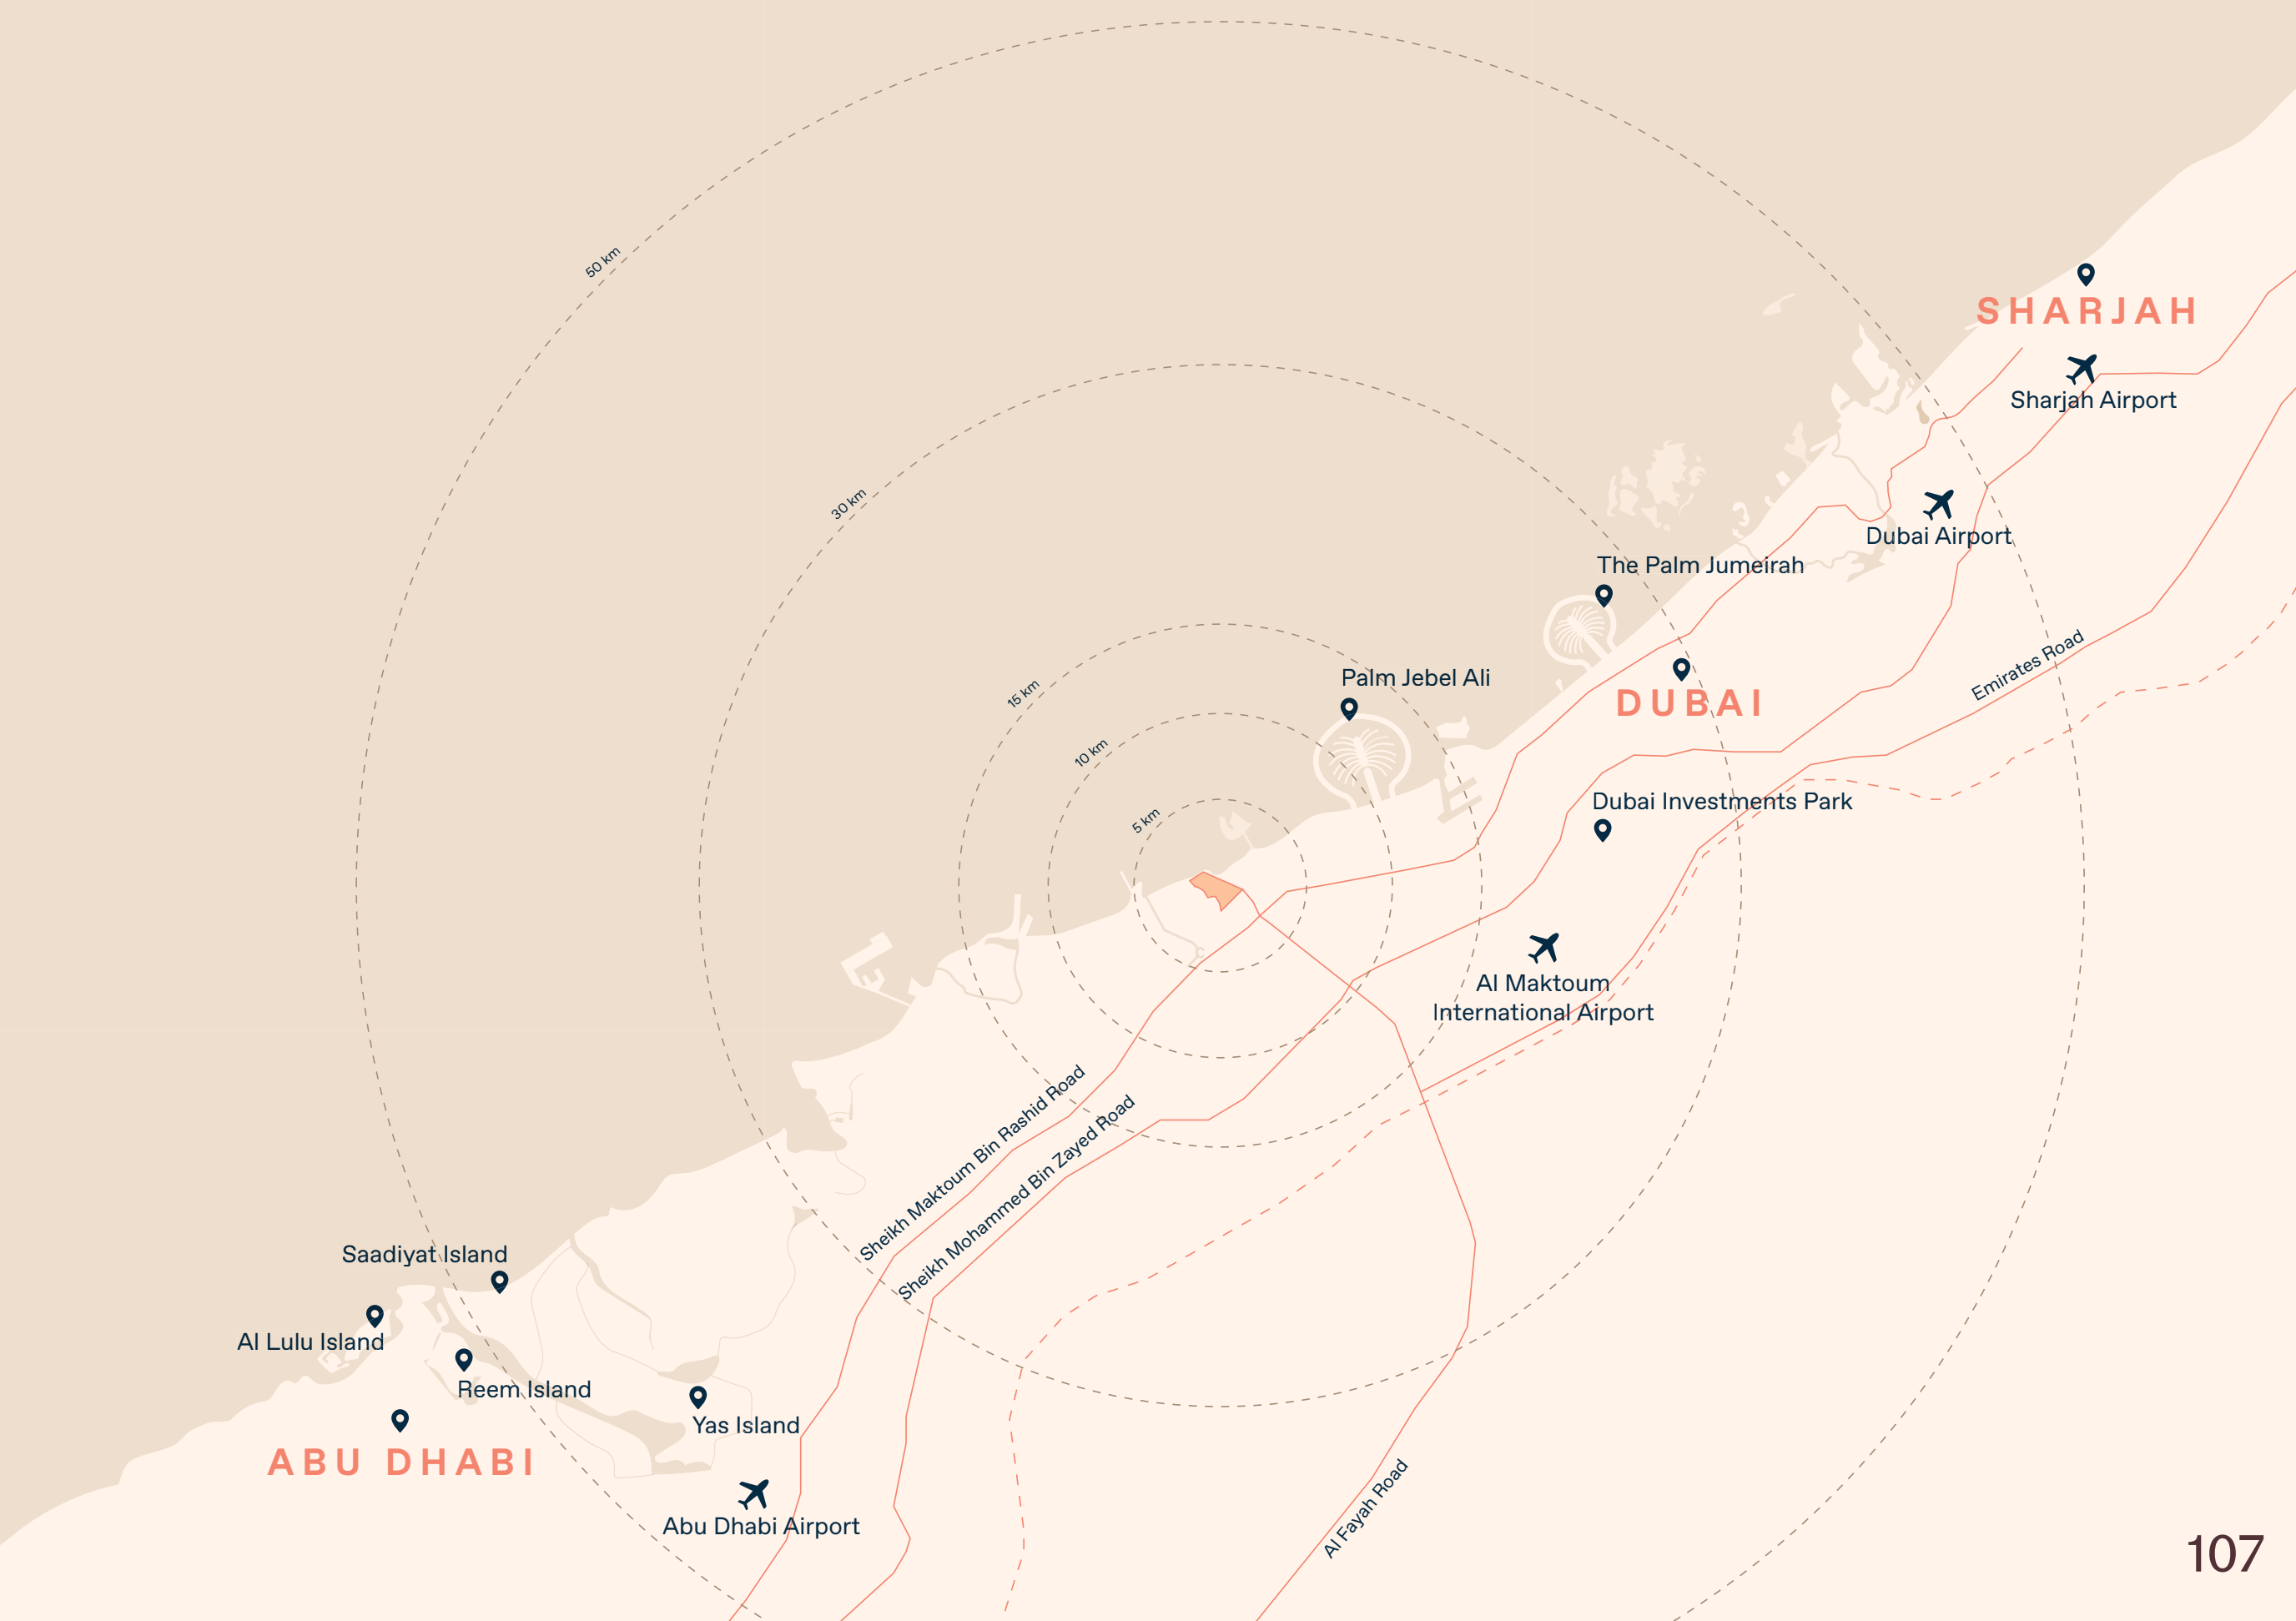 50 km
SHARJAH
Sharjah Airport
30 km
Dubai Airport
The Palm Jumeirah
Emirates Road
Palm Jebel Ali
15 km
DUBAI
10 km
Dubai Investments Park
5 km
Al Maktoum
International Airport
Sheikh Maktoum Bin Rashid Road
Sheikh Mohammed Bin Zayed Road
Saadiyat Island
Al Lulu Island
Reem Island
Yas Island
ABU DHABI
Abu Dhabi Airport
Al Fayah Road
107